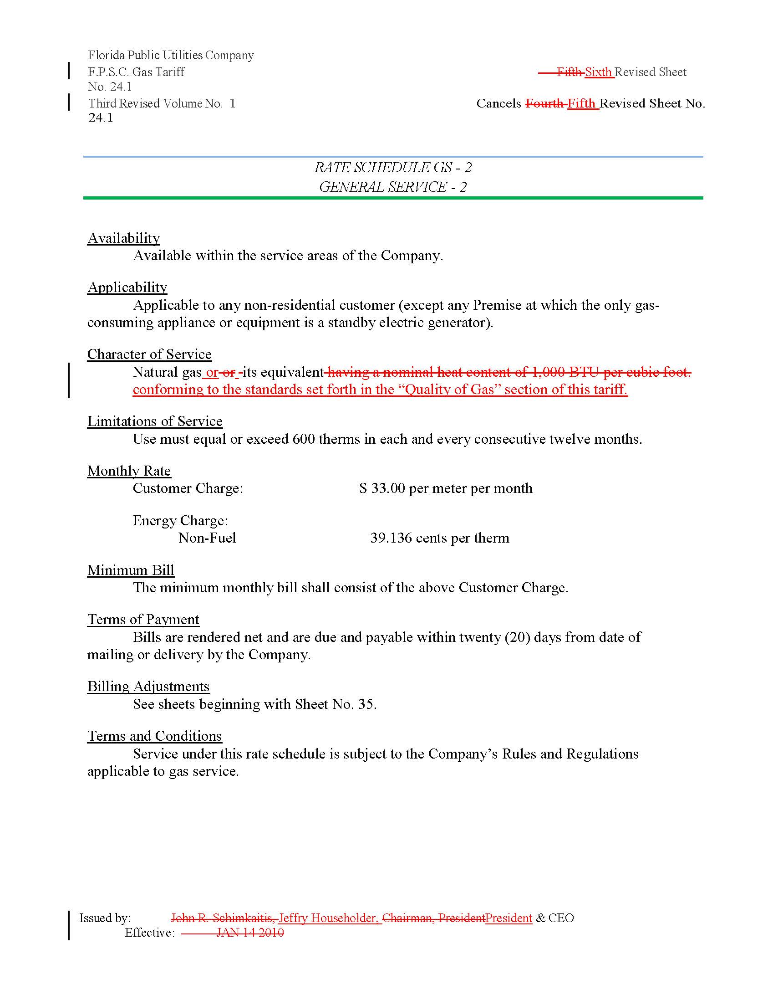 Florida Public Utilities Company
F.P.S.C. Gas Tariff Fifth Sixth Revised Sheet
No. 24.1
Third Revised Volume No. 1 Cancels Fourth Fifth Revised Sheet No.
24.1
RATE SCHEDULE GS - 2
GENERAL SERVICE - 2
Availability
Available within the service areas of the Company.
Applicability
Applicable to any non-residential customer (except any Premise at which the only gas-
consuming appliance or equipment is a standby electric generator).
Character of Service
Natural gas or or its equivalent having a nominal heat content of 1,000 BTU per cubic foot.
conforming to the standards set forth in the “Quality of Gas” section of this tariff.
Limitations of Service
Use must equal or exceed 600 therms in each and every consecutive twelve months.
Monthly Rate
Customer Charge: $ 33.00 per meter per month
Energy Charge:
Non-Fuel 39.136 cents per therm
Minimum Bill
The minimum monthly bill shall consist of the above Customer Charge.
Terms of Payment
Bills are rendered net and are due and payable within twenty (20) days from date of
mailing or delivery by the Company.
Billing Adjustments
See sheets beginning with Sheet No. 35.
Terms and Conditions
Service under this rate schedule is subject to the Company’s Rules and Regulations
applicable to gas service.
Issued by: John R. Schimkaitis, Jeffry Householder, Chairman, PresidentPresident & CEO
Effective: JAN 14 2010